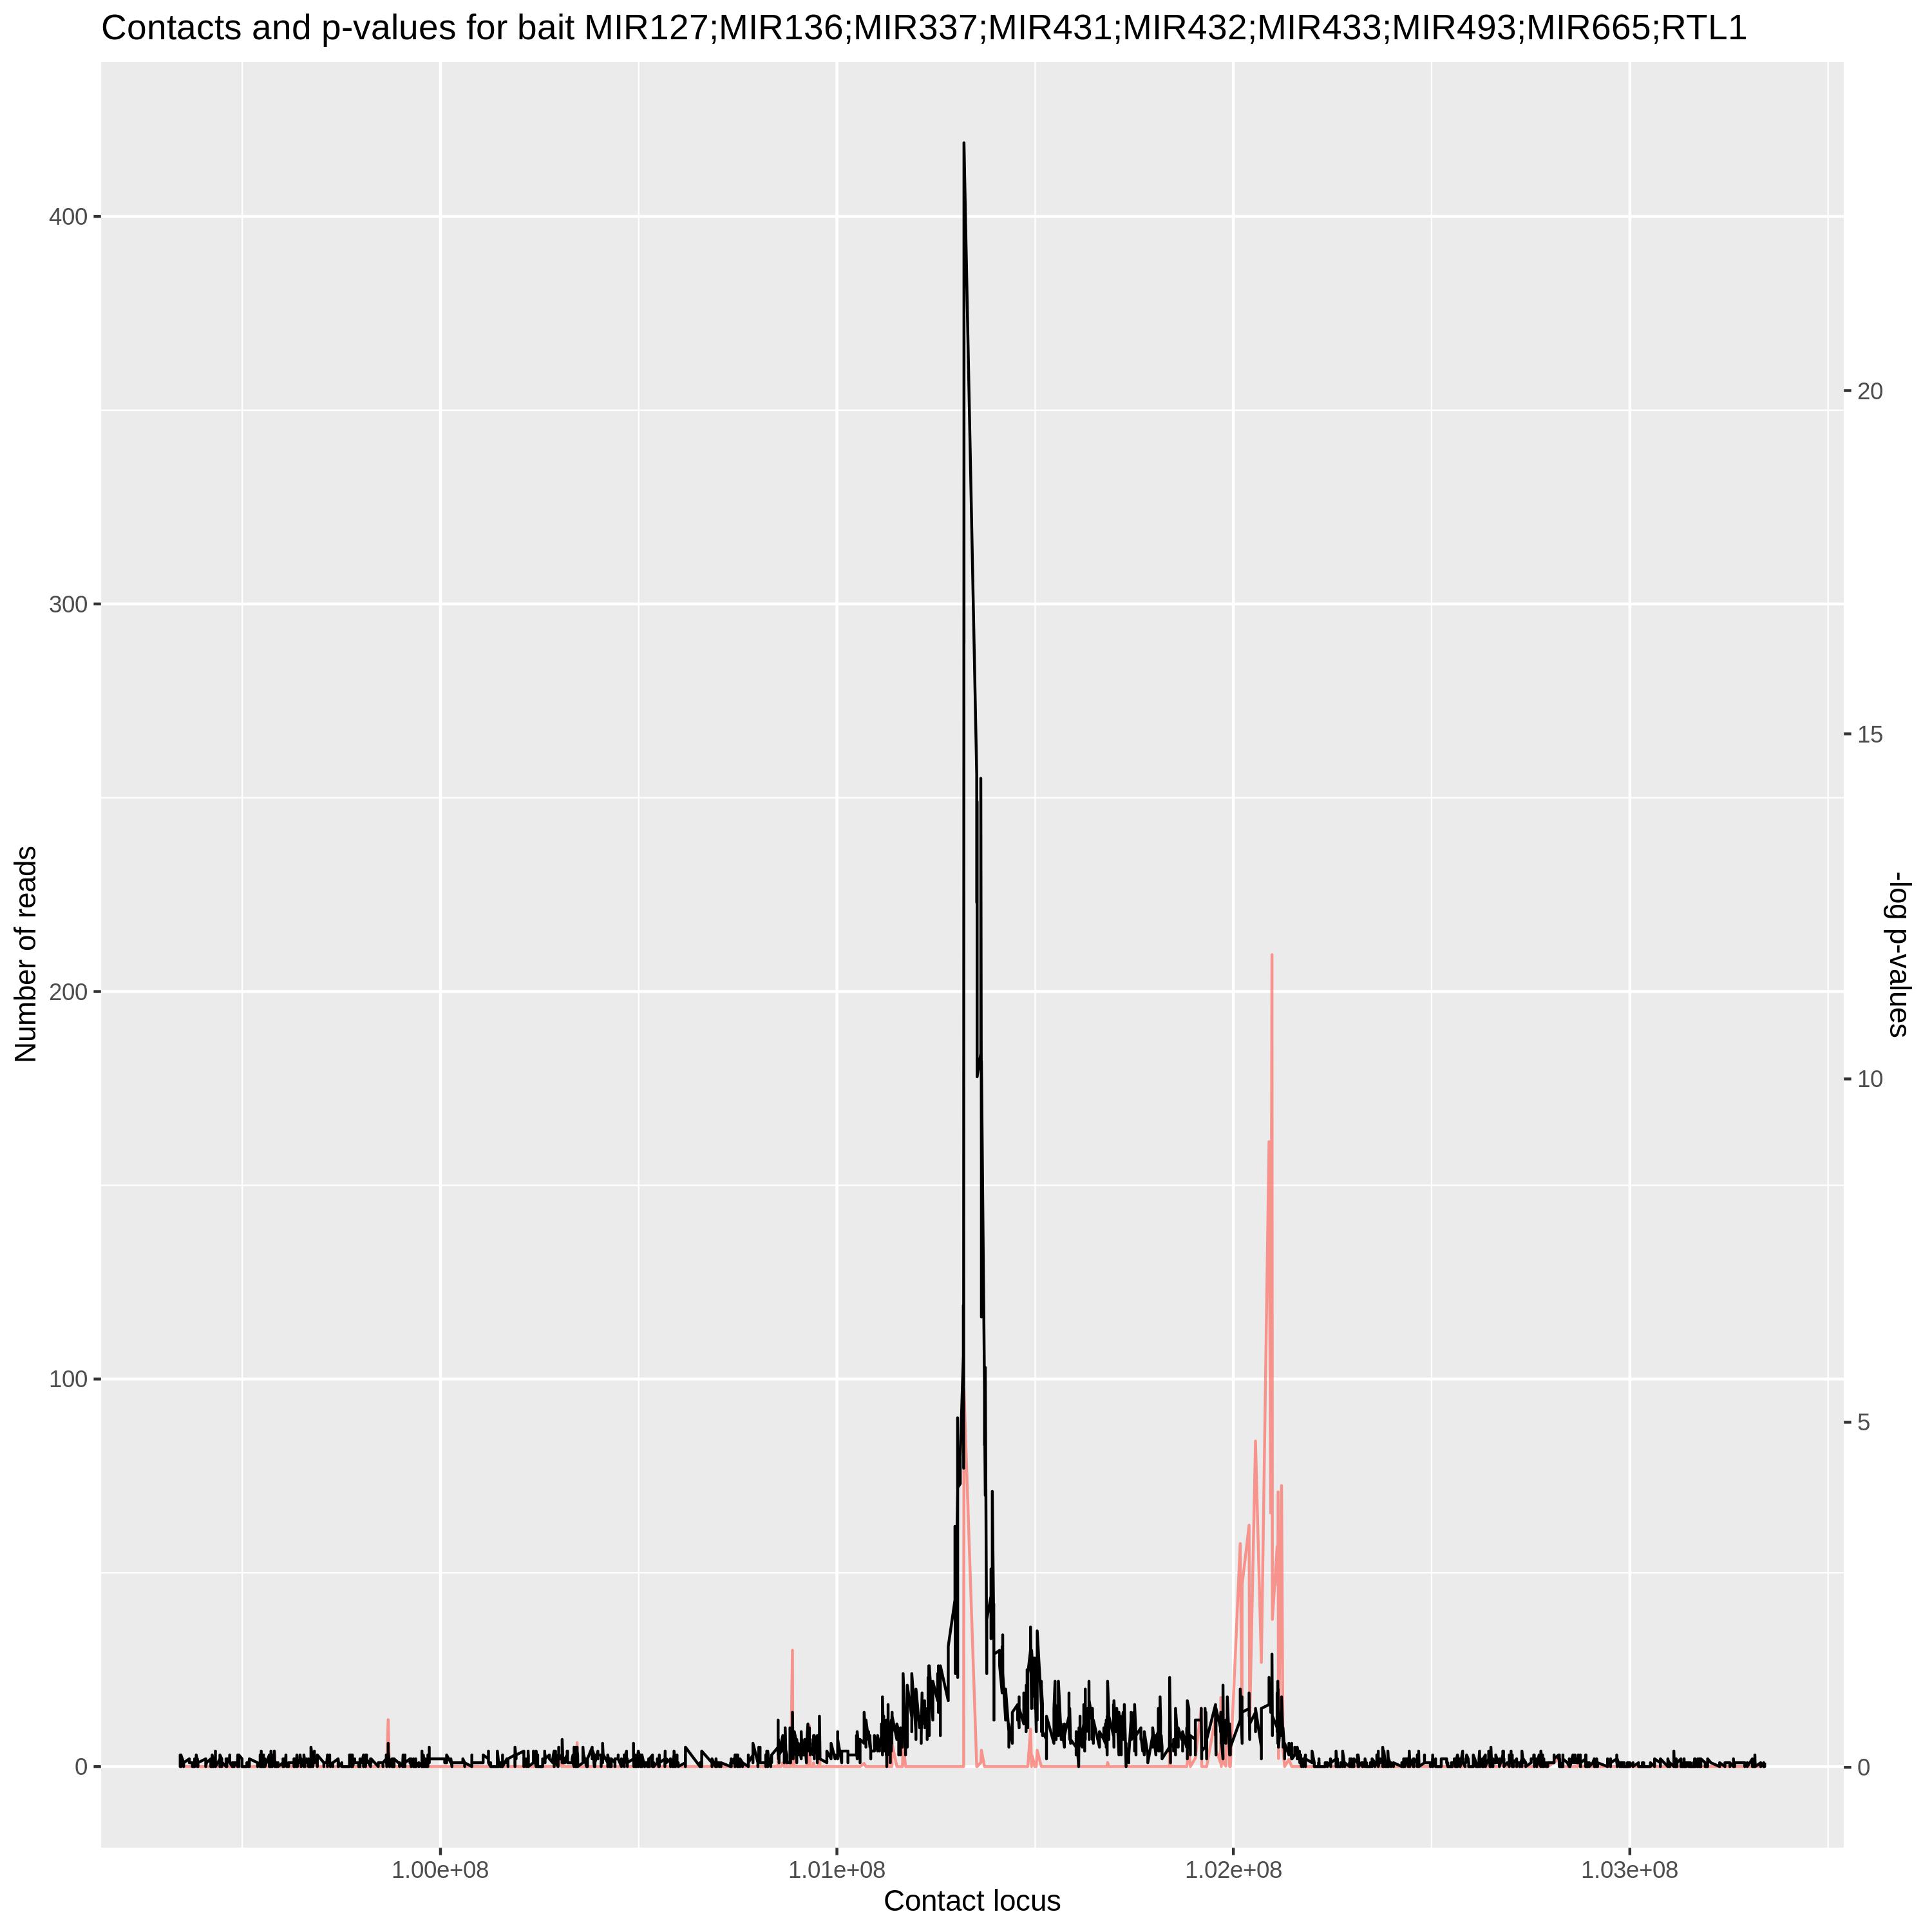 Contacts and p-values for bait MIR127;MIR136;MIR337;MIR431;MIR432;MIR433;MIR493;MIR665;RTL1
400
300
200
100
0
Number of reads
20
15
10
5
0
-log p-values
1.00e+08
1.01e+08
1.02e+08
1.03e+08
Contact locus